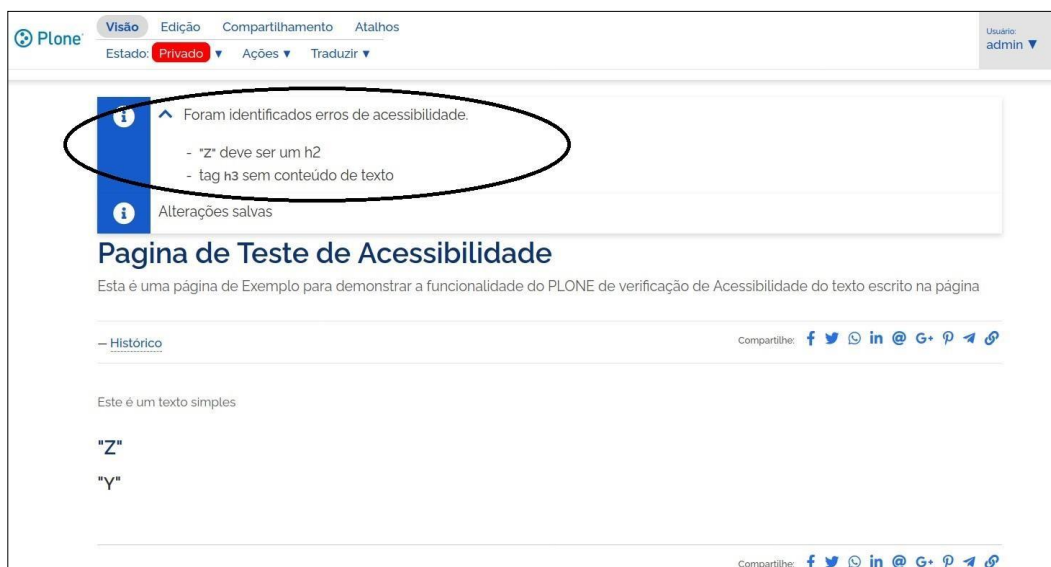 Plone
Visão Edição Compartilhamento Atalhos
Estado: Privado ▼ Ações ▼ Traduzir ▼
Usuário:
admin ▼
Foram identificados erros de acessibilidade.
- "Z" deve ser um h2
- tag h3 sem conteúdo de texto
Alterações salvas
Pagina de Teste de Acessibilidade
Esta é uma página de Exemplo para demonstrar a funcionalidade do PLONE de verificação de Acessibilidade do texto escrito na página
— Histórico
Compartilhe:
Este é um texto simples
"Z"
"Y"
Compartilhe: